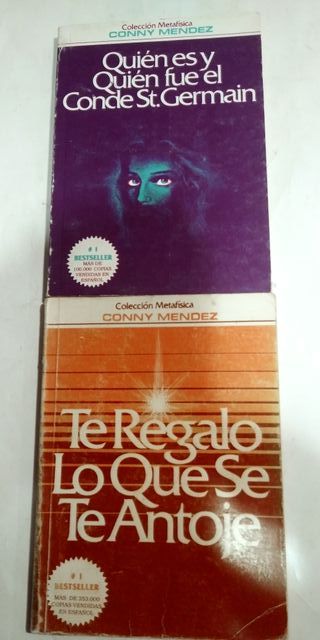 Colección Metafísica
CONNY MENDEZ
Quién es y
Quién fue el
Conde St. Germain
# 1
BESTSELLER
MAS DE
100.000 COPIAS
VENDIDAS EN
ESPAÑOL
Colección Metafísica
CONNY MENDEZ
Te Regalo
Lo Que Se
Te Antoje
# 1
BESTSELLER
MAS DE 253.000
COPIAS VENDIDAS
EN ESPAÑOL